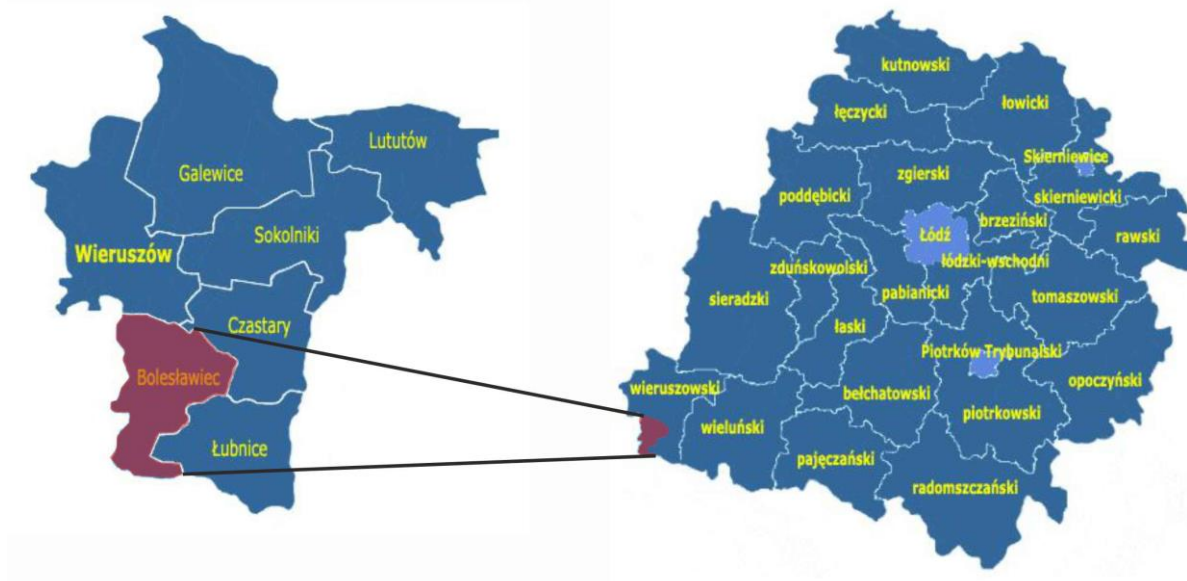 Galewice
Lututów
Sokolniki
Wieruszów
Czastary
Bolesławiec
Łubnice
kutnowski
łowicki
łęczycki
Skierniewice
zgierski
skierniewicki
poddębicki
brzeziński
rawski
Łódź
łódzki-wschodni
zduńskowolski
sieradzki
pabianicki
tomaszowski
łaski
Piotrków Trybunalski
opoczyński
wieruszowski
bełchatowski
piotrkowski
wieluński
pajęczański
radomszczański